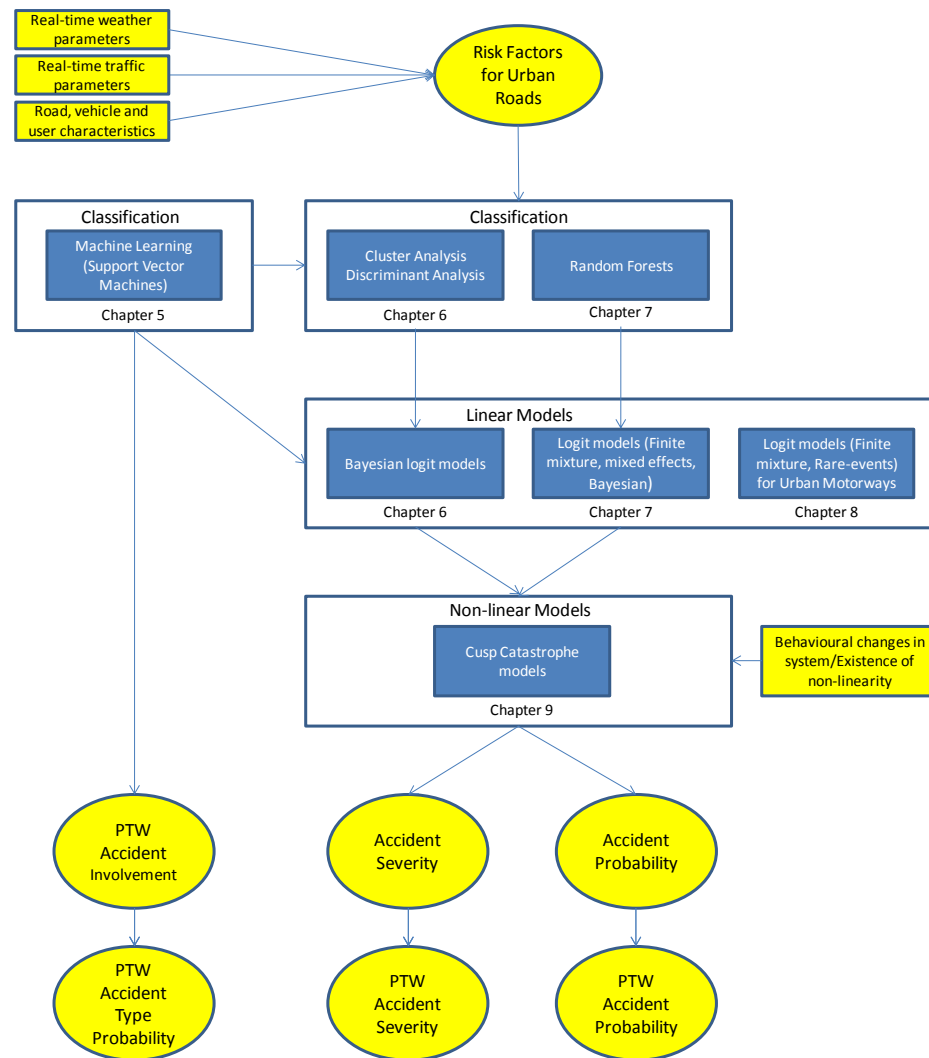 Real-time weather
parameters
Real-time traffic
parameters
Road, vehicle and
user characteristics
Risk Factors
for Urban
Roads
Classification
Machine Learning
(Support Vector
Machines)
Chapter 5
Classification
Cluster Analysis
Discriminant Analysis
Chapter 6
Random Forests
Chapter 7
Linear Models
Bayesian logit models
Chapter 6
Logit models (Finite
mixture, mixed effects,
Bayesian)
Chapter 7
Logit models (Finite
mixture, Rare-events)
for Urban Motorways
Chapter 8
Non-linear Models
Cusp Catastrophe
models
Chapter 9
Behavioural changes in
system/Existence of
non-linearity
PTW
Accident
Involvement
Accident
Severity
Accident
Probability
PTW
Accident
Type
Probability
PTW
Accident
Severity
PTW
Accident
Probability